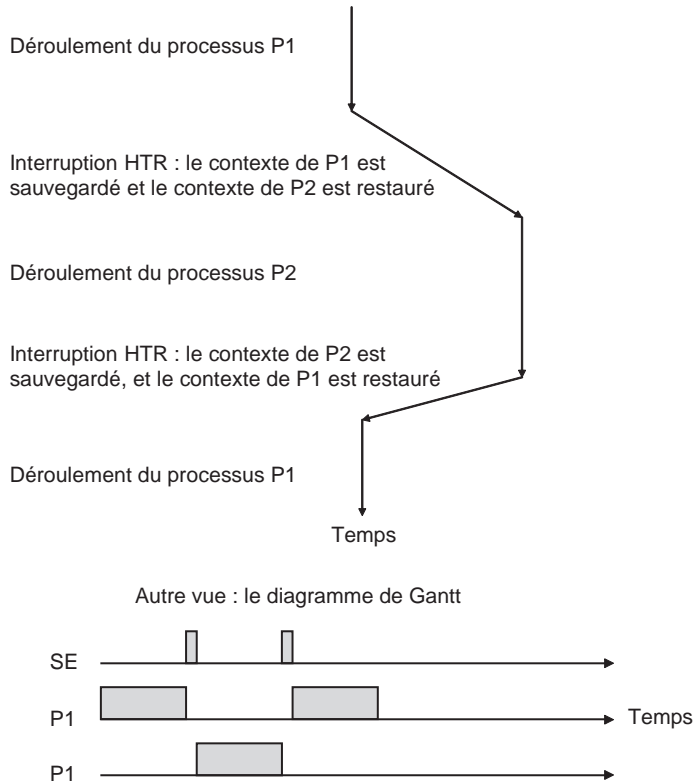 Déroulement du processus P1
Interruption HTR : le contexte de P1 est
sauvegardé et le contexte de P2 est restauré
Déroulement du processus P2
Interruption HTR : le contexte de P2 est
sauvegardé, et le contexte de P1 est restauré
Déroulement du processus P1
Temps
Autre vue : le diagramme de Gantt
SE
P1
Temps
P1